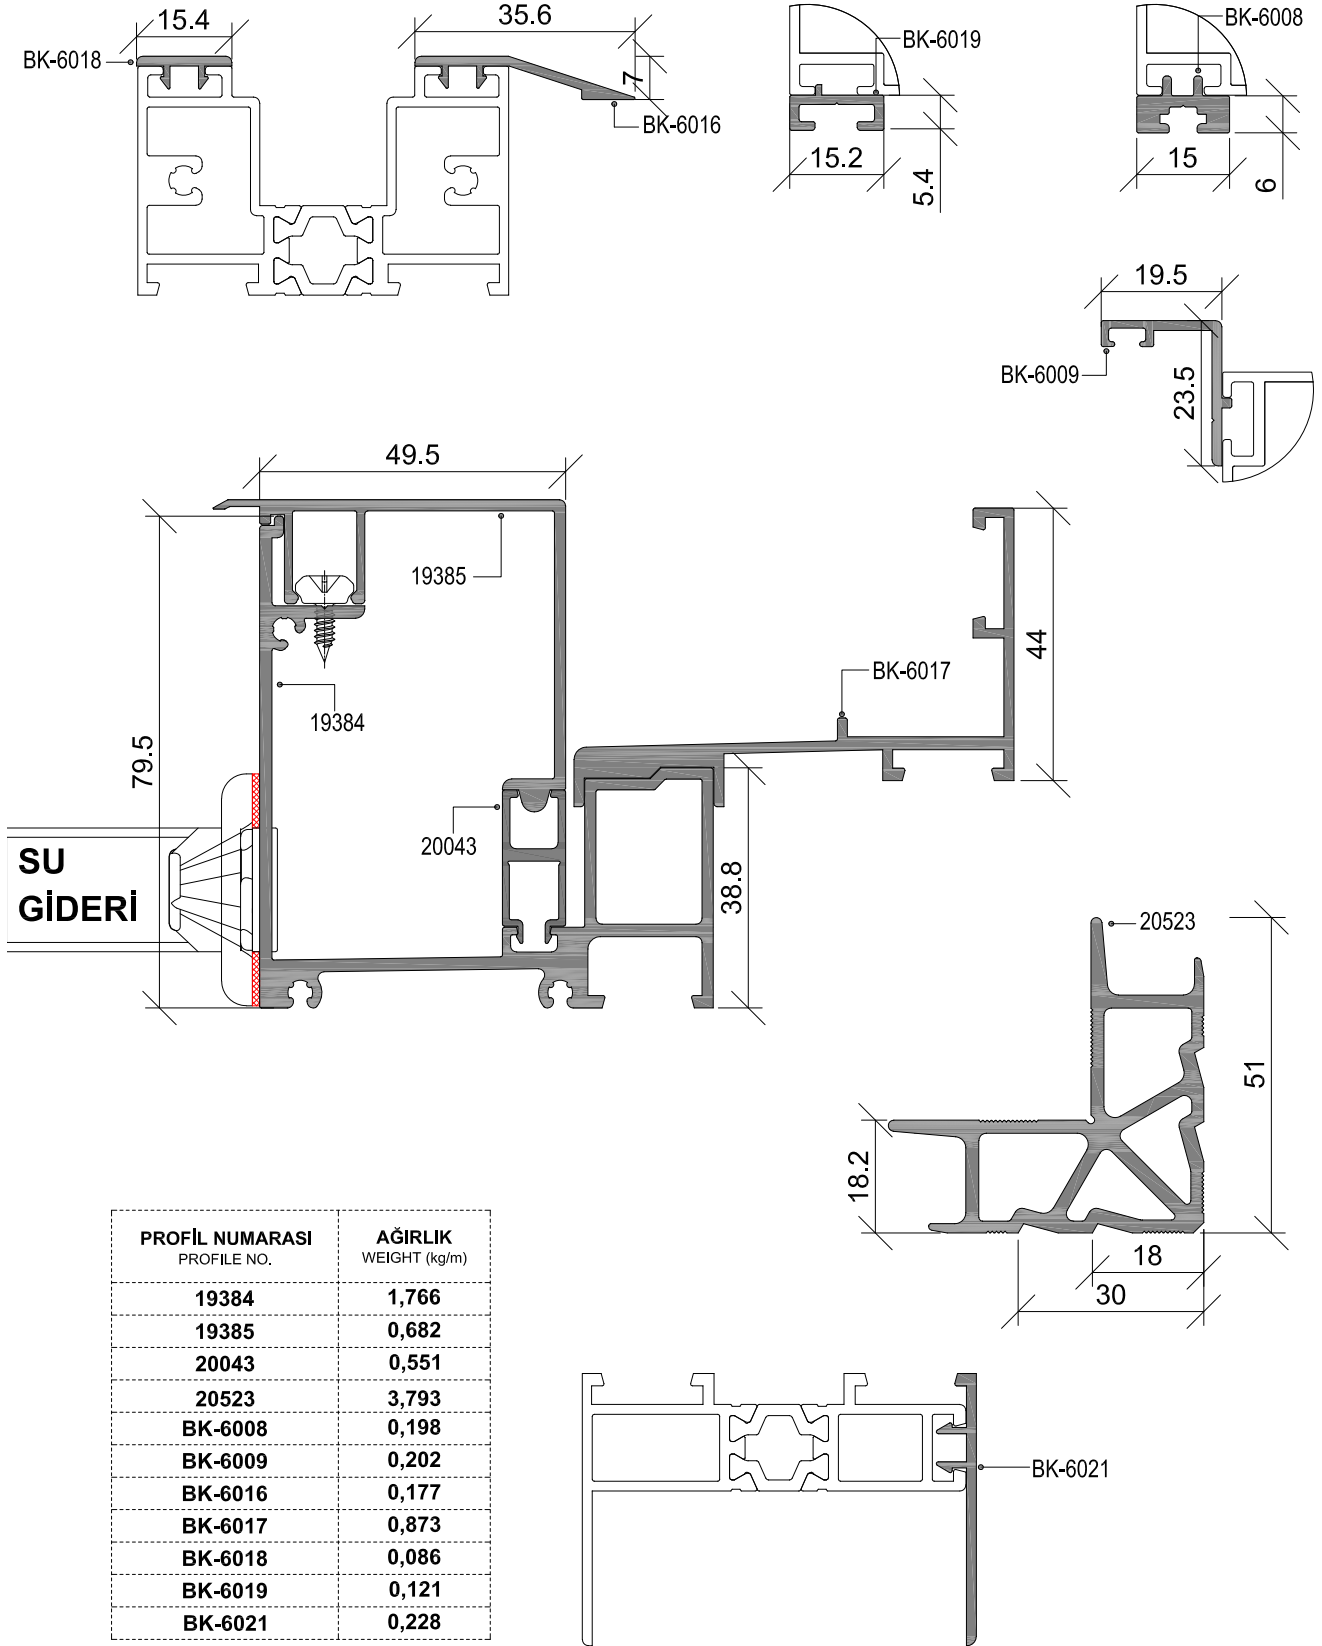 15.4
35.6
BK-6018
7
BK-6016
BK-6019
15.2
5.4
BK-6008
15
6
19.5
BK-6009
23.5
49.5
19385
79.5
19384
44
BK-6017
20043
38.8
SU
GİDERİ
20523
51
18.2
18
30
PROFİL NUMARASI AĞIRLIK
PROFILE NO. WEIGHT (kg/m)
19384 1,766
19385 0,682
20043 0,551
20523 3,793
BK-6008 0,198
BK-6009 0,202
BK-6016 0,177
BK-6017 0,873
BK-6018 0,086
BK-6019 0,121
BK-6021 0,228
BK-6021